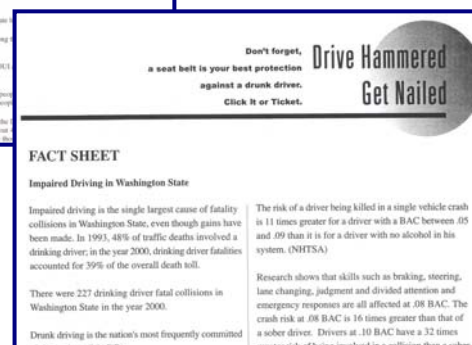 Don't forget,
a seat belt is your best protection
against a drunk driver.
Click It or Ticket.
Drive Hammered
Get Nailed
FACT SHEET
Impaired Driving in Washington State
Impaired driving is the single largest cause of fatality
collisions in Washington State, even though gains have
been made. In 1993, 48% of traffic deaths involved a
drinking driver; in the year 2000, drinking driver fatalities
accounted for 39% of the overall death toll.
There were 227 drinking driver fatal collisions in
Washington State in the year 2000.
Drunk driving is the nation's most frequently committed
The risk of a driver being killed in a single vehicle crash
is 11 times greater for a driver with a BAC between .05
and .09 than it is for a driver with no alcohol in his
system. (NHTSA)
Research shows that skills such as braking, steering,
lane changing, judgment and divided attention and
emergency responses are all affected at .08 BAC. The
crash risk at .08 BAC is 16 times greater than that of
a sober driver. Drivers at .10 BAC have a 32 times